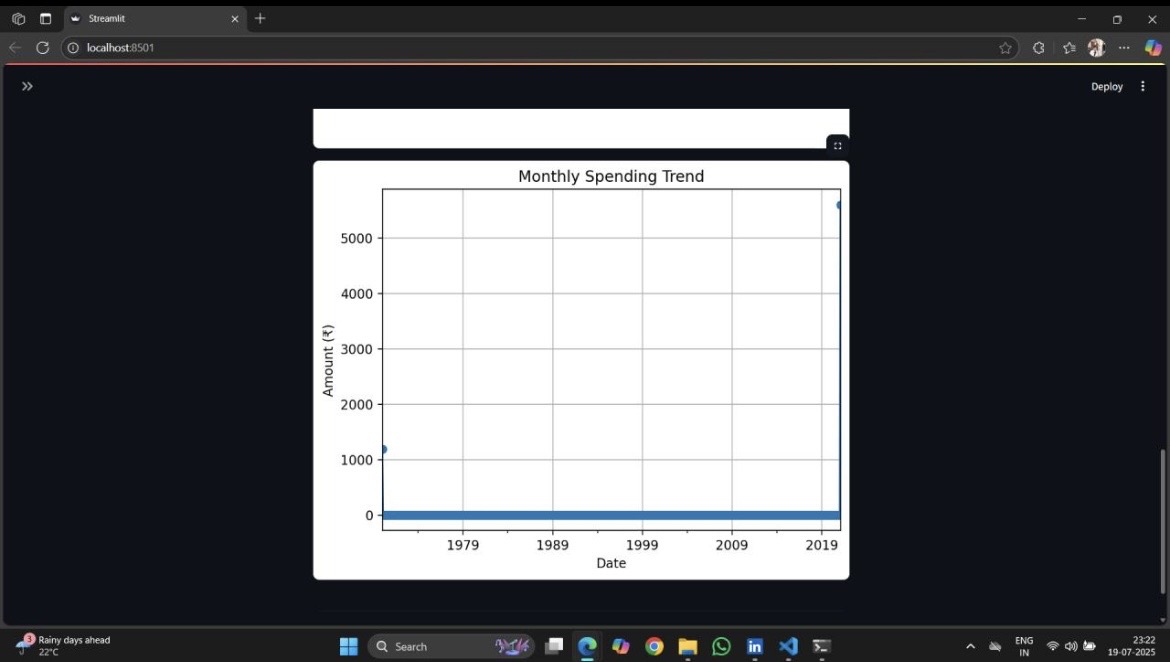 Streamlit
localhost:8501
Deploy
Monthly Spending Trend
5000
4000
3000
2000
1000
0
Amount (₹)
1979 1989 1999 2009 2019
Date
3
Rainy days ahead
22°C
Search
ENG
IN
23:22
19-07-2025